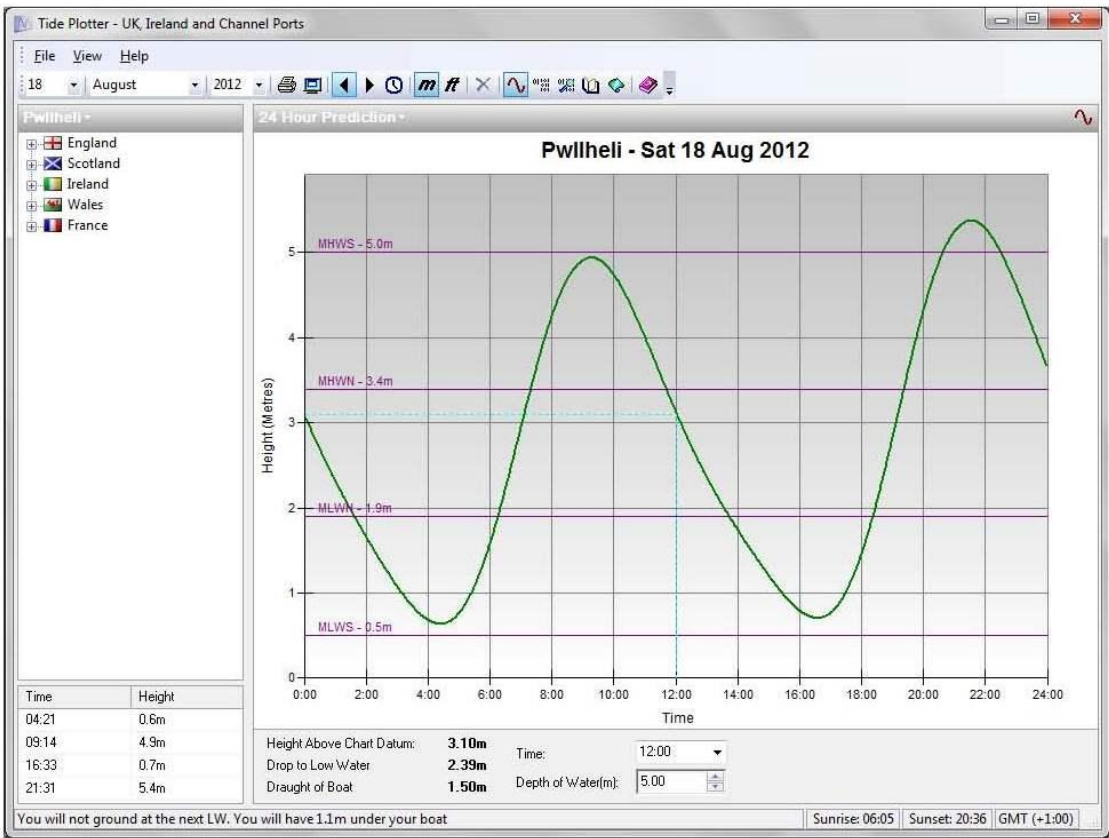 Tide Plotter - UK, Ireland and Channel Ports
File View Help
18 August 2012 m ft
Pwllheli
24 Hour Prediction
England
Scotland
Ireland
Wales
France
Pwllheli - Sat 18 Aug 2012
Height (Metres)
5
4
3
2
1
0
MHWS - 5.0m
MHWN - 3.4m
MLWN - 1.9m
MLWS - 0.5m
0:00 2:00 4:00 6:00 8:00 10:00 12:00 14:00 16:00 18:00 20:00 22:00 24:00
Time
Time Height
04:21 0.6m
09:14 4.9m
16:33 0.7m
21:31 5.4m
Height Above Chart Datum: 3.10m
Drop to Low Water 2.39m
Draught of Boat 1.50m
Time: 12:00
Depth of Water(m): 5.00
You will not ground at the next LW. You will have 1.1m under your boat
Sunrise: 06:05 Sunset: 20:36 GMT (+1:00)